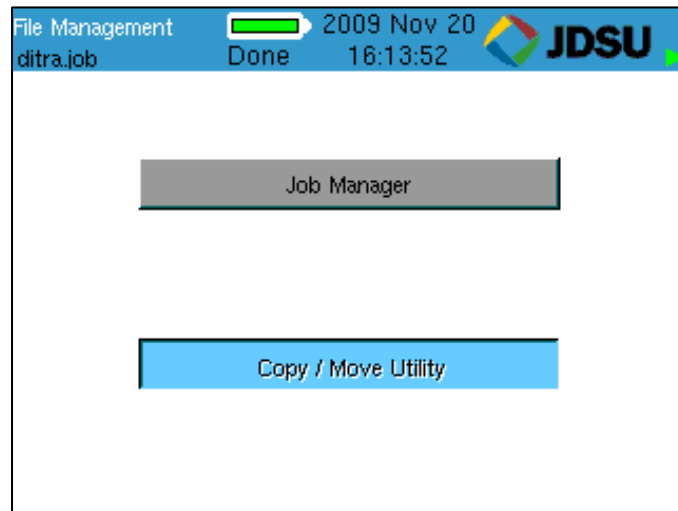 File Management 2009 Nov 20 JDSU
ditra.job Done 16:13:52
Job Manager
Copy / Move Utility